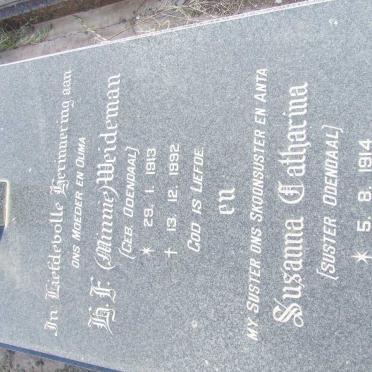 In Liefdevolle Herinnering aan
ONS MOEDER EN OUMA
H. F. (Minnie) Weideman
(GEB. ODENDAAL)
* 29. 1. 1913
† 13. 12. 1992
GOD IS LIEFDE.
en
MY SUSTER ONS SKOONSUSTER EN ANTA
Susanna Catharina
(SUSTER ODENDAAL)
* 5. 8. 1914